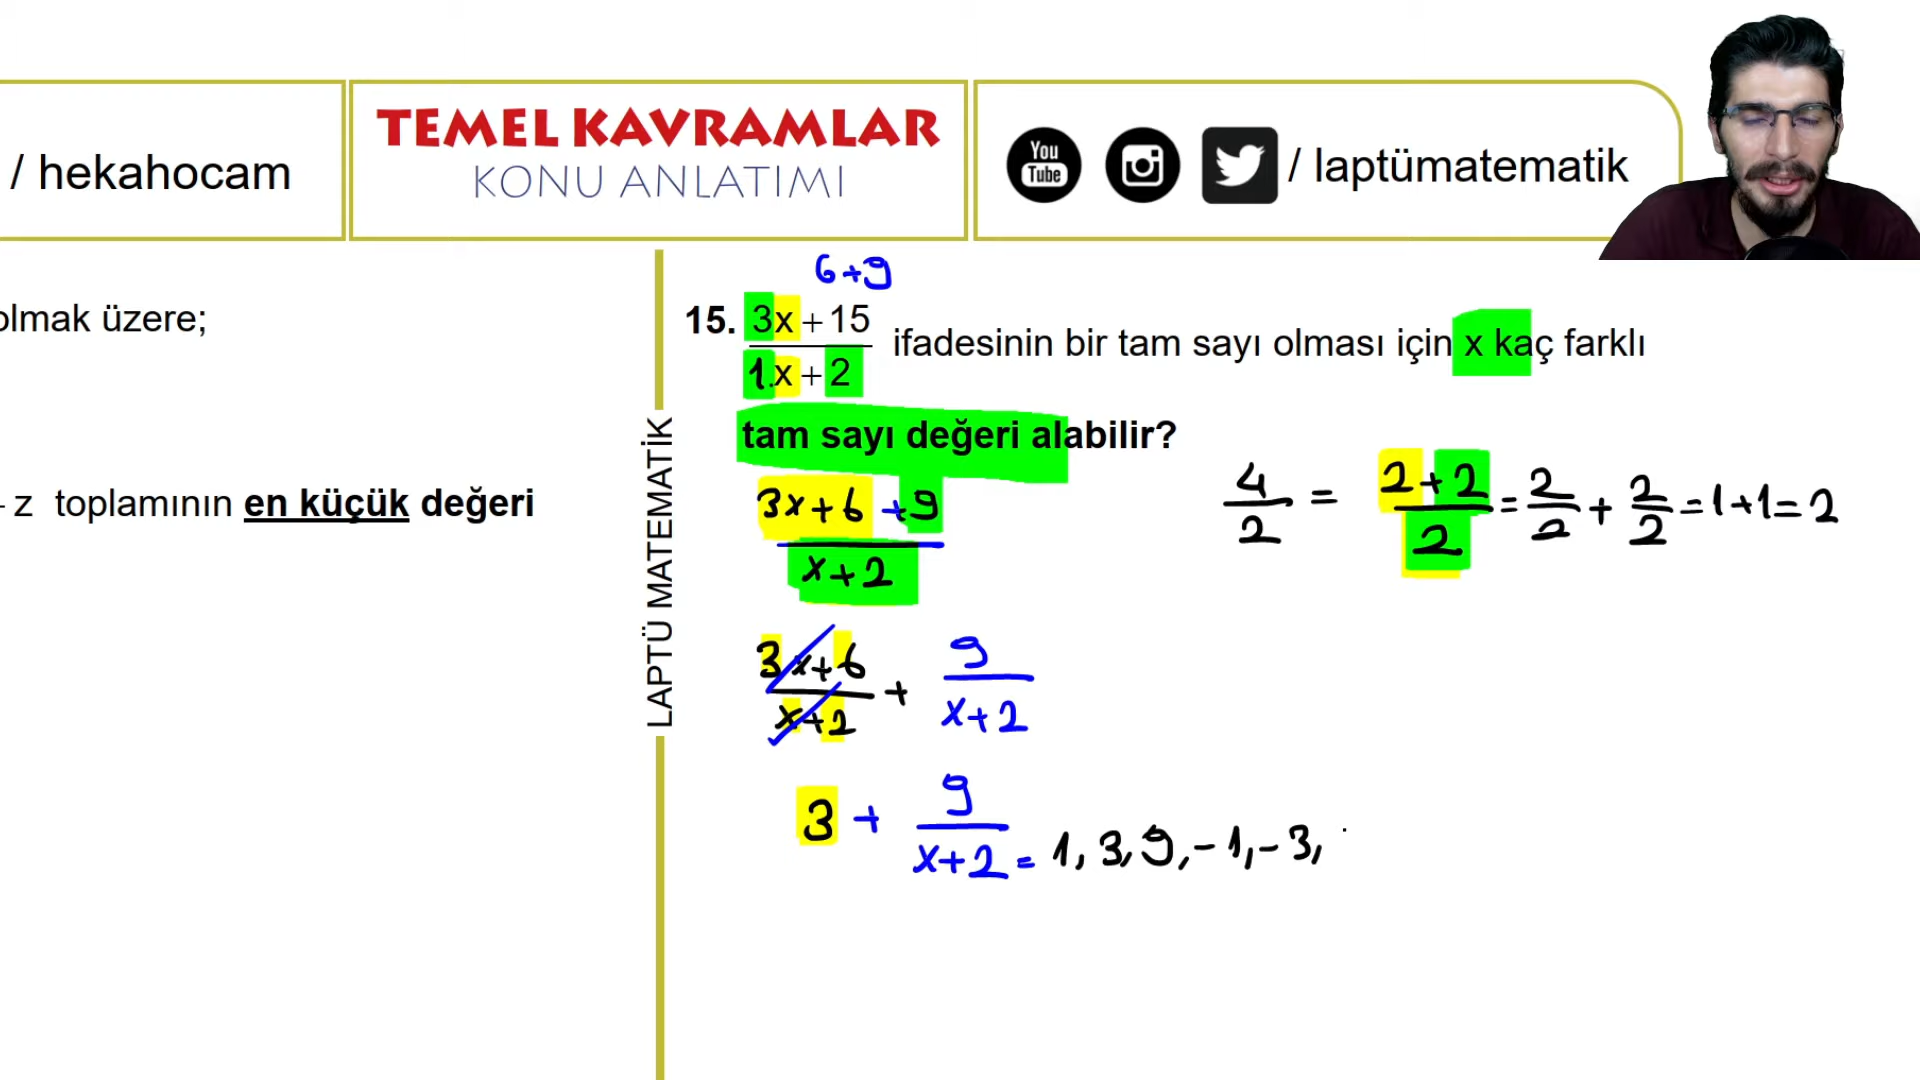 / hekahocam
TEMEL KAVRAMLAR
KONU ANLATIMI
You
Tube
/ laptümatematik
olmak üzere;
- z toplamının en küçük değeri
LAPTÜ MATEMATİK
6+9
15. 3x+15 / 1.x+2 ifadesinin bir tam sayı olması için x kaç farklı
tam sayı değeri alabilir?
3x+6+9 / x+2
4/2 = 2+2/2 = 2/2 + 2/2 = 1+1=2
3x+6 / x+2 + 9 / x+2
3 + 9 / x+2 = 1, 3, 9, -1, -3,